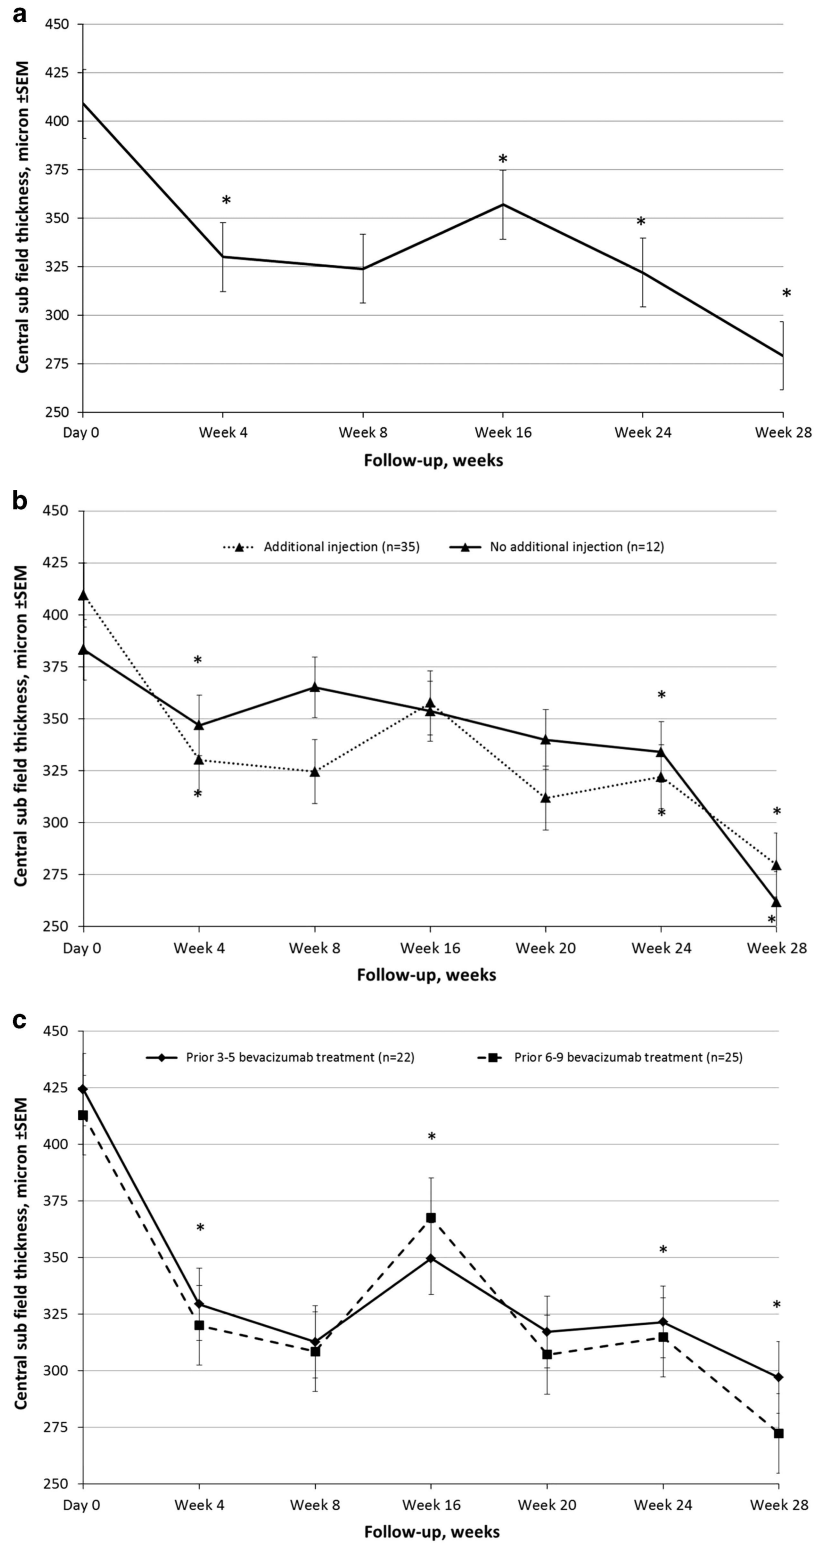 a
Central sub field thickness, micron ±SEM
450
425
400
375
350
325
300
275
250
*
*
*
*
Day 0 Week 4 Week 8 Week 16 Week 24 Week 28
Follow-up, weeks
b
Central sub field thickness, micron ±SEM
450
425
400
375
350
325
300
275
250
Additional injection (n=35) No additional injection (n=12)
*
*
*
*
*
*
Day 0 Week 4 Week 8 Week 16 Week 20 Week 24 Week 28
Follow-up, weeks
c
Central sub field thickness, micron ±SEM
450
425
400
375
350
325
300
275
250
Prior 3-5 bevacizumab treatment (n=22) Prior 6-9 bevacizumab treatment (n=25)
*
*
*
*
Day 0 Week 4 Week 8 Week 16 Week 20 Week 24 Week 28
Follow-up, weeks